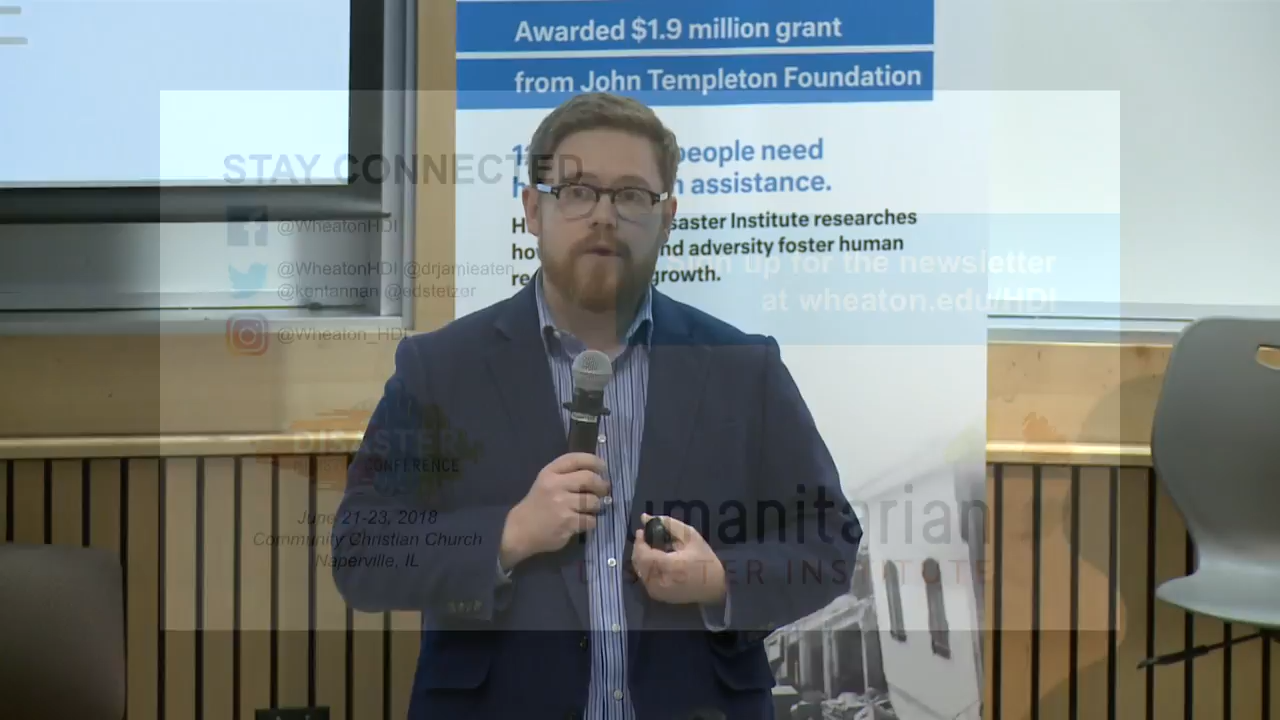 Awarded $1.9 million grant
from John Templeton Foundation
people need
assistance.
saster Institute researches
nd adversity foster human
growth.
STAY CONNECTED
@WheatonHDI
@WheatonHDI @drjamieaten
@kentannan @edstetzer
@Wheaton_HDI
Sign up for the newsletter
at wheaton.edu/HDI
DISASTER
CONFERENCE
June 21-23, 2018
Community Christian Church
Naperville, IL
Humanitarian
DISASTER INSTITUTE